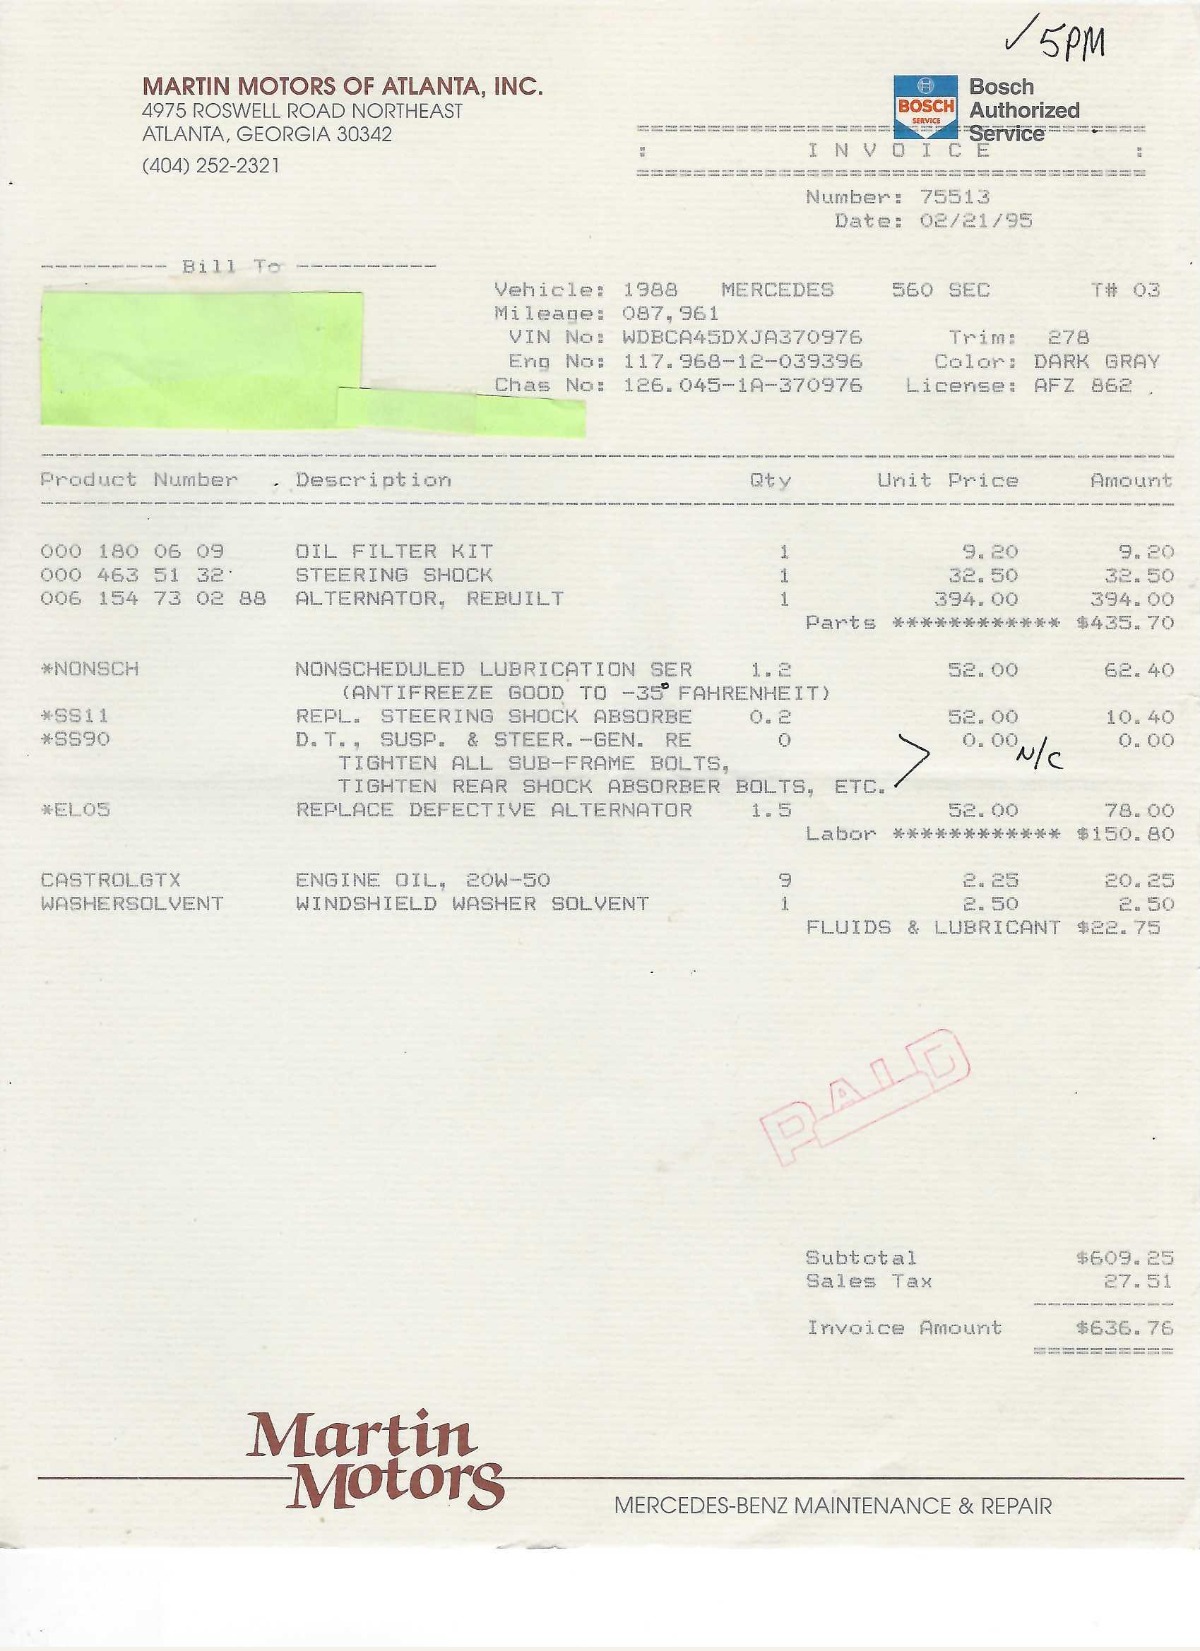 ✓5PM
MARTIN MOTORS OF ATLANTA, INC.
4975 ROSWELL ROAD NORTHEAST
ATLANTA, GEORGIA 30342
(404) 252-2321
BOSCH
SERVICE
Bosch
Authorized
Service
: I N V O I C E :
Number: 75513
Date: 02/21/95
--------- Bill To ----------
Vehicle: 1988 MERCEDES 560 SEC T# 03
Mileage: 087,961
VIN No: WDBCA45DXJA370976 Trim: 278
Eng No: 117.968-12-039396 Color: DARK GRAY
Chas No: 126.045-1A-370976 License: AFZ 862
Product Number Description Qty Unit Price Amount
000 180 06 09 OIL FILTER KIT 1 9.20 9.20
000 463 51 32 STEERING SHOCK 1 32.50 32.50
006 154 73 02 88 ALTERNATOR, REBUILT 1 394.00 394.00
Parts ************ $435.70
*NONSCH NONSCHEDULED LUBRICATION SER 1.2 52.00 62.40
(ANTIFREEZE GOOD TO -35° FAHRENHEIT)
*SS11 REPL. STEERING SHOCK ABSORBE 0.2 52.00 10.40
*SS90 D.T., SUSP. & STEER.-GEN. RE 0 0.00 N/C 0.00
TIGHTEN ALL SUB-FRAME BOLTS,
TIGHTEN REAR SHOCK ABSORBER BOLTS, ETC.
*EL05 REPLACE DEFECTIVE ALTERNATOR 1.5 52.00 78.00
Labor ************ $150.80
CASTROLGTX ENGINE OIL, 20W-50 9 2.25 20.25
WASHERSOLVENT WINDSHIELD WASHER SOLVENT 1 2.50 2.50
FLUIDS & LUBRICANT $22.75
PAID
Subtotal $609.25
Sales Tax 27.51
Invoice Amount $636.76
Martin
Motors
MERCEDES-BENZ MAINTENANCE & REPAIR